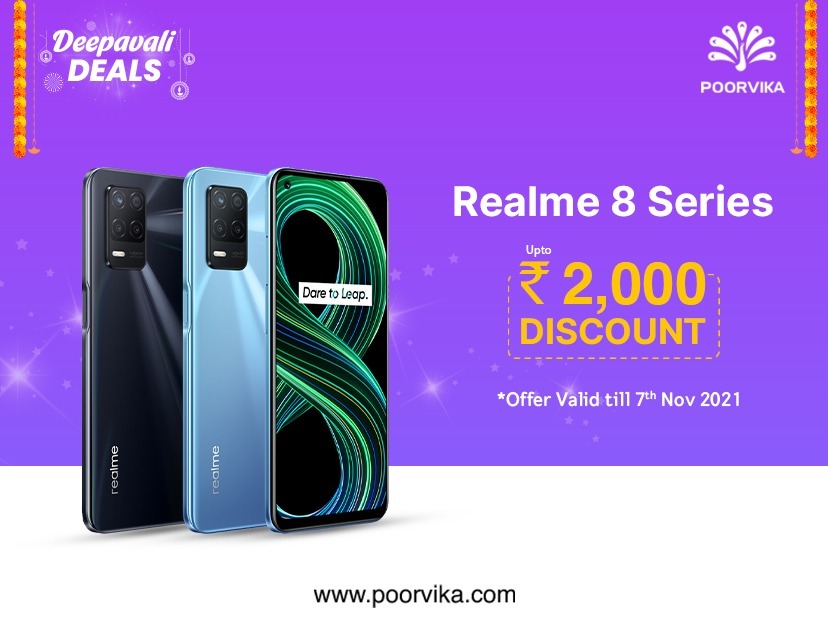 Deepavali
DEALS
POORVIKA
Realme 8 Series
Upto
₹ 2,000
DISCOUNT
*Offer Valid till 7th Nov 2021
Dare to Leap.
realme
realme
www.poorvika.com